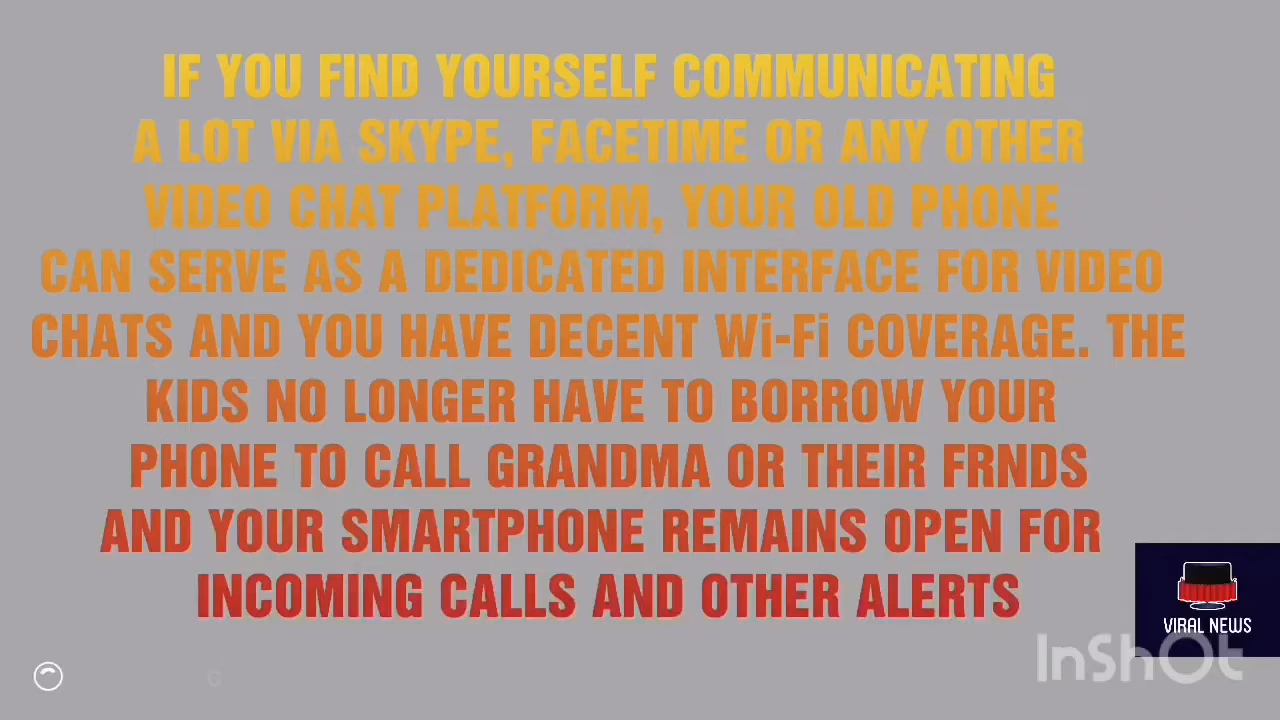 IF YOU FIND YOURSELF COMMUNICATING
A LOT VIA SKYPE, FACETIME OR ANY OTHER
VIDEO CHAT PLATFORM, YOUR OLD PHONE
CAN SERVE AS A DEDICATED INTERFACE FOR VIDEO
CHATS AND YOU HAVE DECENT Wi-Fi COVERAGE. THE
KIDS NO LONGER HAVE TO BORROW YOUR
PHONE TO CALL GRANDMA OR THEIR FRNDS
AND YOUR SMARTPHONE REMAINS OPEN FOR
INCOMING CALLS AND OTHER ALERTS
VIRAL NEWS
InShOt